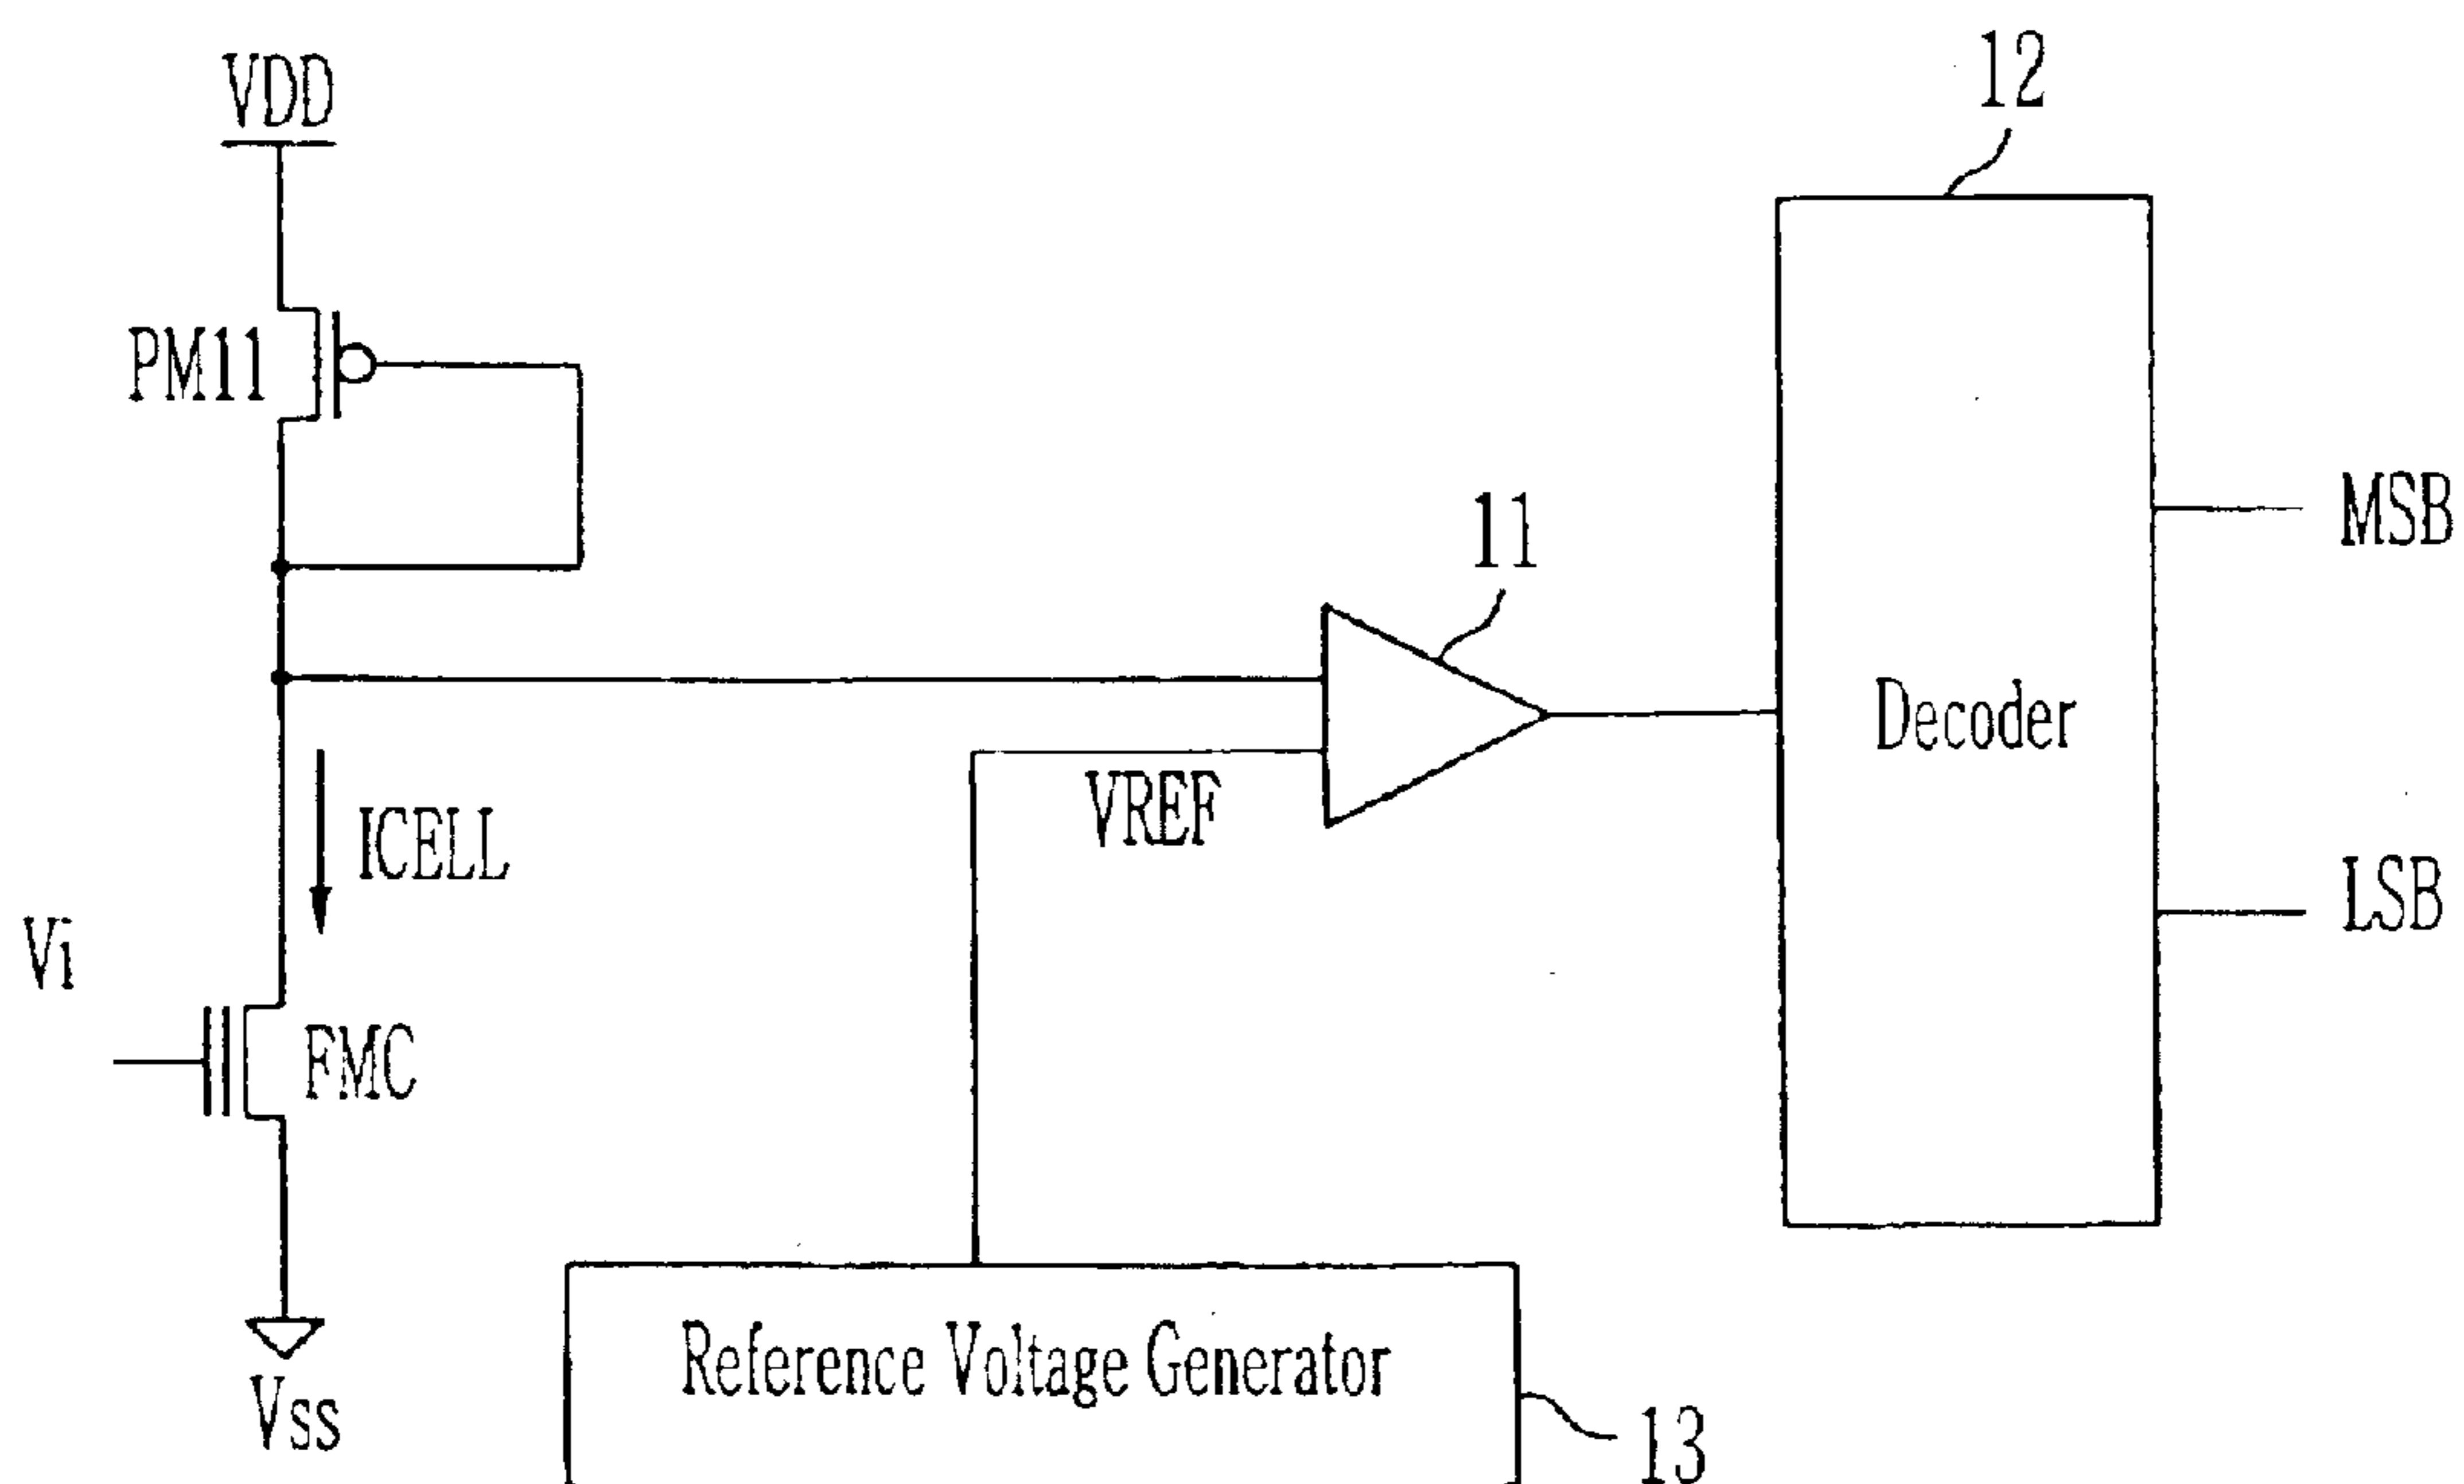 12
VDD
PM11
MSB
11
Decoder
VREF
ICELL
LSB
Vi
FMC
Reference Voltage Generator
Vss
13